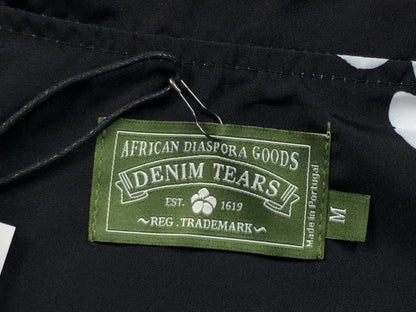 AFRICAN DIASPORA GOODS
DENIM TEARS
EST. 1619
~REG. TRADEMARK~
Made in Portugal
M